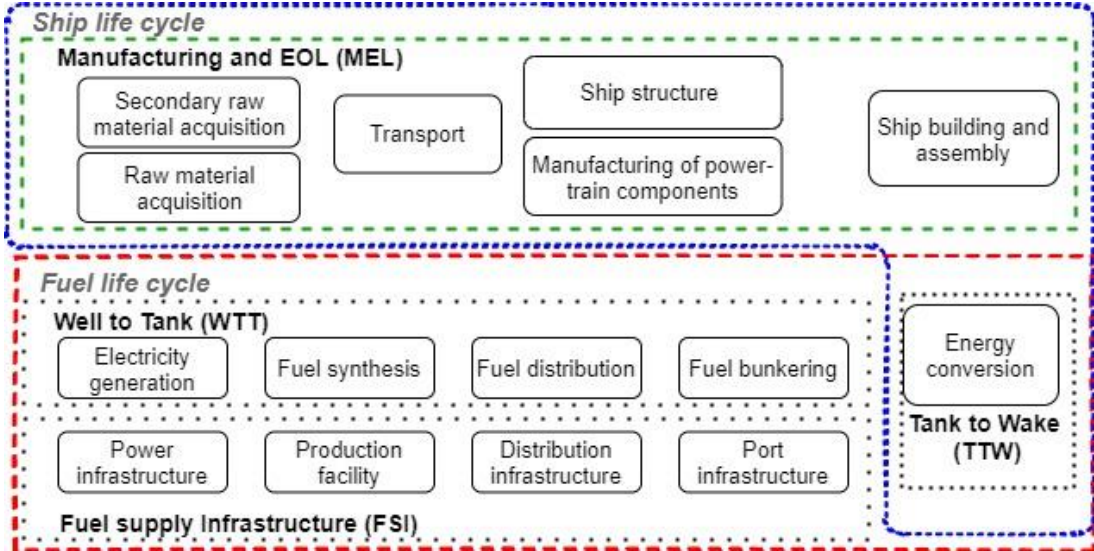 Ship life cycle
Manufacturing and EOL (MEL)
Secondary raw
material acquisition
Raw material
acquisition
Transport
Ship structure
Manufacturing of power-
train components
Ship building and
assembly
Fuel life cycle
Well to Tank (WTT)
Electricity
generation
Fuel synthesis
Fuel distribution
Fuel bunkering
Power
infrastructure
Production
facility
Distribution
infrastructure
Port
infrastructure
Fuel supply Infrastructure (FSI)
Energy
conversion
Tank to Wake
(TTW)